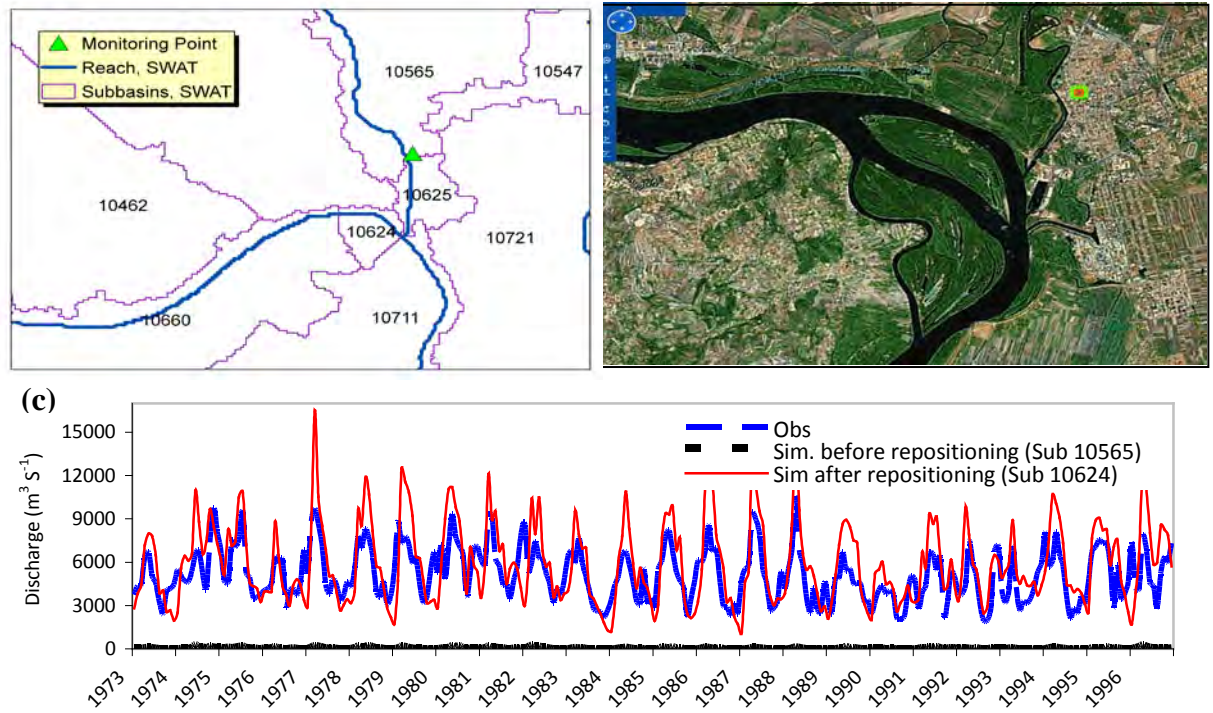 Monitoring Point
Reach, SWAT
Subbasins, SWAT
10565
10547
10625
10462
10624
10721
10660
10711
(c)
Obs
Sim. before repositioning (Sub 10565)
Sim after repositioning (Sub 10624)
Discharge (m³ S⁻¹)
15000
12000
9000
6000
3000
0
1973 1974 1975 1976 1977 1978 1979 1980 1981 1982 1983 1984 1985 1986 1987 1988 1989 1990 1991 1992 1993 1994 1995 1996